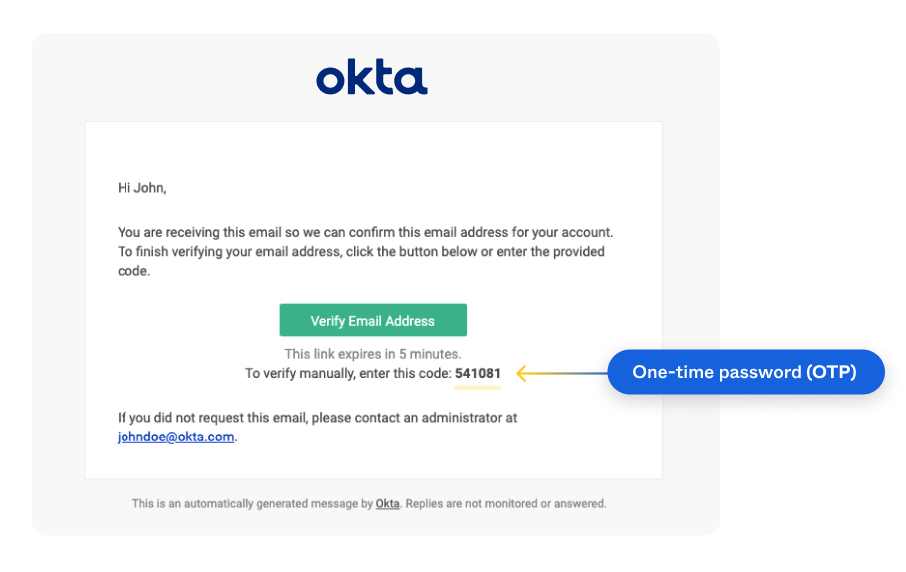 okta
Hi John,
You are receiving this email so we can confirm this email address for your account.
To finish verifying your email address, click the button below or enter the provided
code.
Verify Email Address
This link expires in 5 minutes.
To verify manually, enter this code: 541081
One-time password (OTP)
If you did not request this email, please contact an administrator at
johndoe@okta.com.
This is an automatically generated message by Okta. Replies are not monitored or answered.